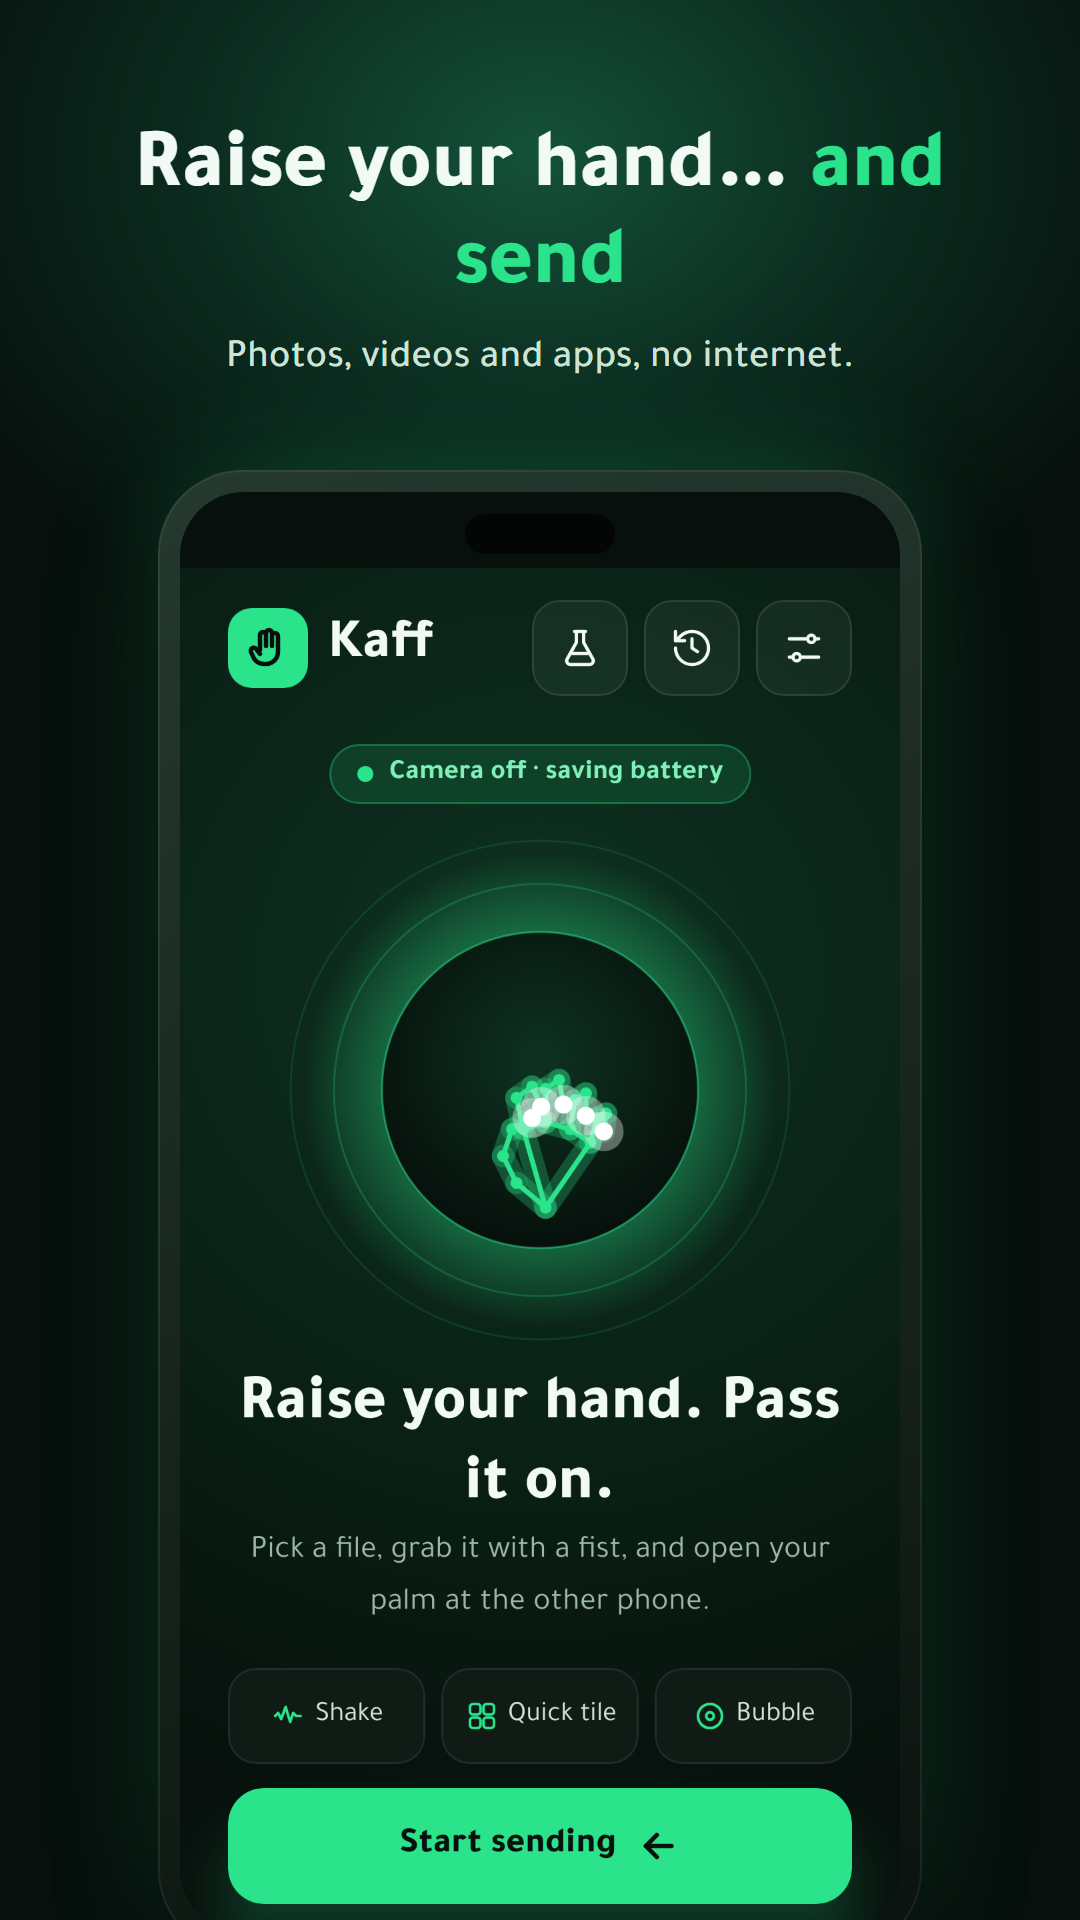 Raise your hand... and
send
Photos, videos and apps, no internet.
Kaff
Camera off · saving battery
Raise your hand. Pass
it on.
Pick a file, grab it with a fist, and open your
palm at the other phone.
Shake
Quick tile
Bubble
Start sending